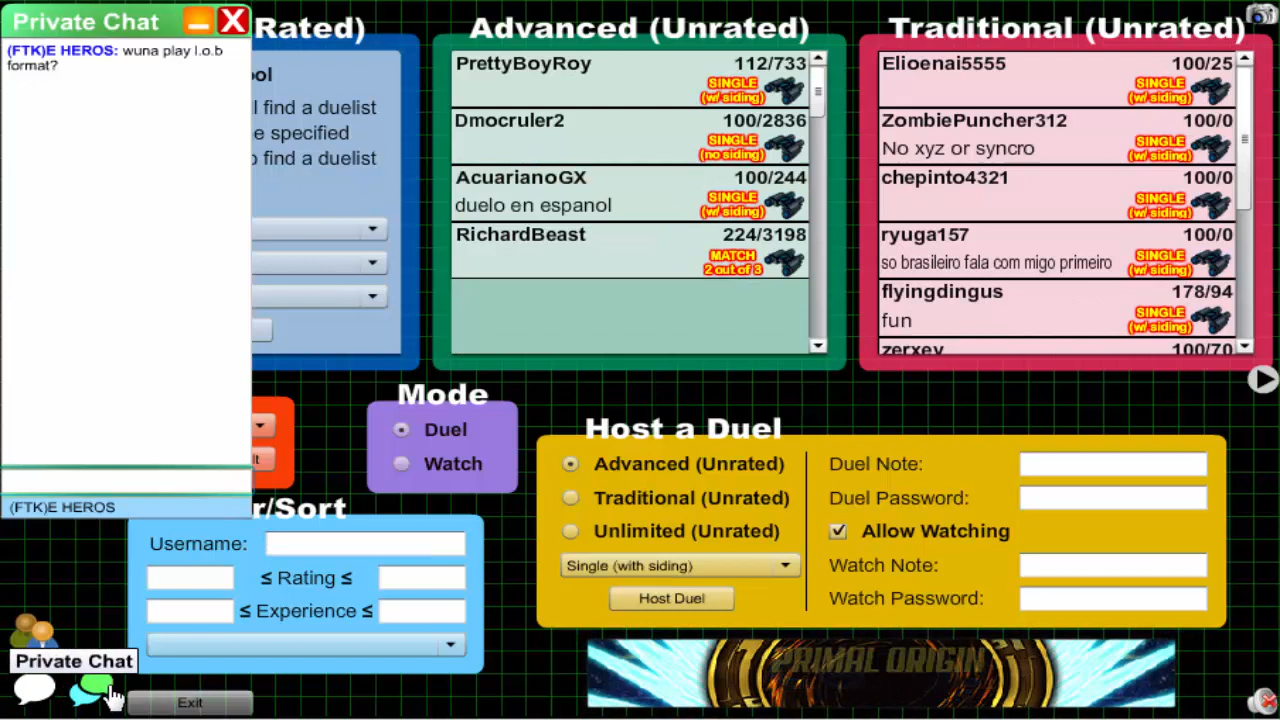 Private Chat
(FTK)E HEROS: wuna play l.o.b
format?
(FTK)E HEROS
Rated)
ool
l find a duelist
e specified
o find a duelist
Advanced (Unrated)
PrettyBoyRoy 112/733
SINGLE
(w/ siding)
Dmocruler2 100/2836
SINGLE
(no siding)
AcuarianoGX 100/244
duelo en espanol
SINGLE
(w/ siding)
RichardBeast 224/3198
MATCH
2 out of 3
Traditional (Unrated)
Elioenai5555 100/25
SINGLE
(w/ siding)
ZombiePuncher312 100/0
No xyz or syncro
SINGLE
(w/ siding)
chepinto4321 100/0
SINGLE
(w/ siding)
ryuga157 100/0
so brasileiro fala com migo primeiro
SINGLE
(w/ siding)
flyingdingus 178/94
fun
SINGLE
(w/ siding)
zerxev 100/70
lt
Mode
Duel
Watch
r/Sort
Username:
≤ Rating ≤
≤ Experience ≤
Host a Duel
Advanced (Unrated)
Traditional (Unrated)
Unlimited (Unrated)
Single (with siding)
Host Duel
Duel Note:
Duel Password:
Allow Watching
Watch Note:
Watch Password:
Private Chat
Exit
PRIMAL ORIGIN